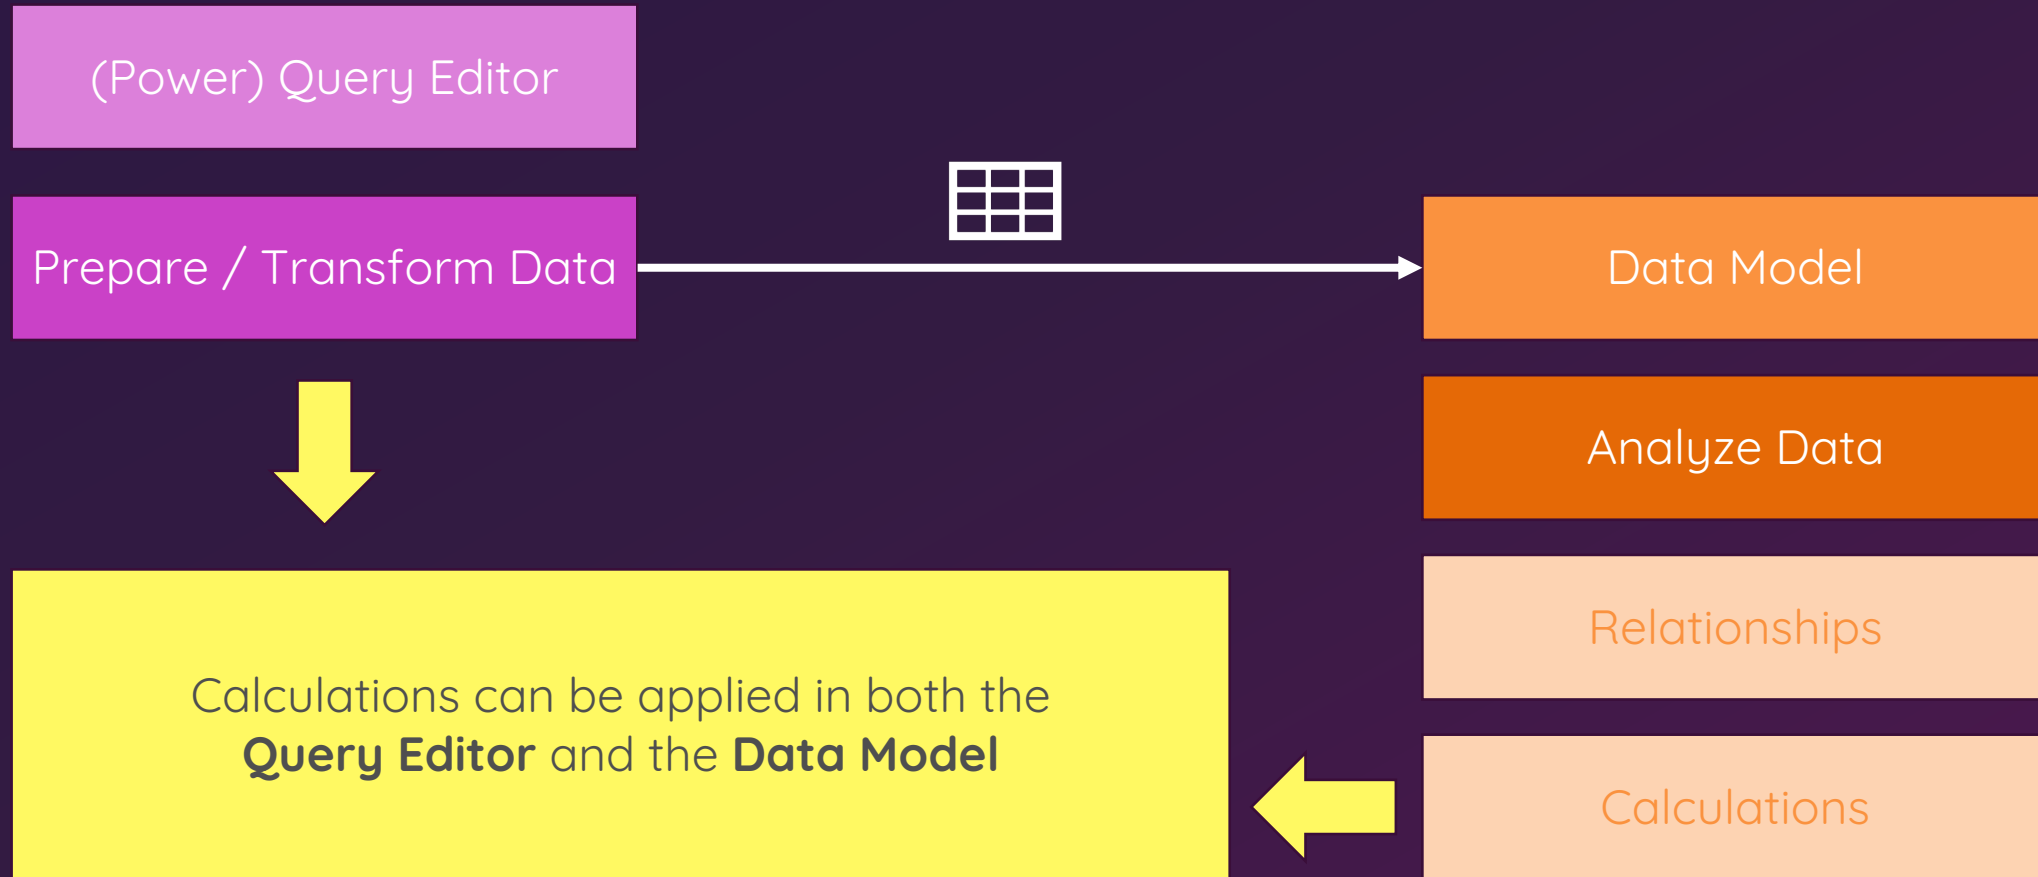 (Power) Query Editor
Prepare / Transform Data
Data Model
Analyze Data
Relationships
Calculations
Calculations can be applied in both the
Query Editor and the Data Model